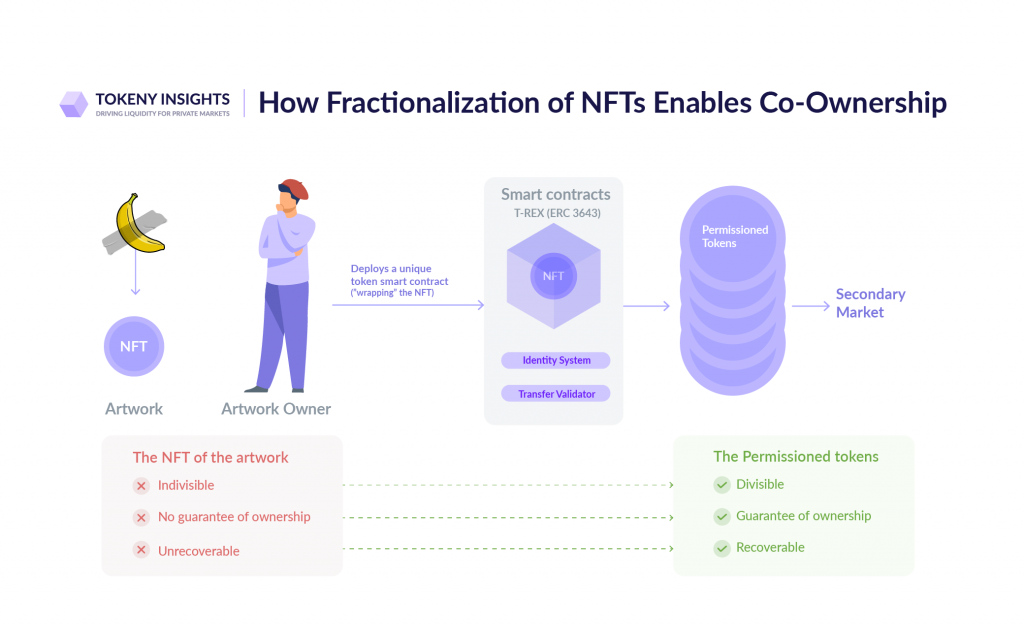 TOKENY INSIGHTS
DRIVING LIQUIDITY FOR PRIVATE MARKETS
How Fractionalization of NFTs Enables Co-Ownership
NFT
Artwork
Artwork Owner
Deploys a unique
token smart contract
("wrapping" the NFT)
Smart contracts
T-REX (ERC 3643)
NFT
Identity System
Transfer Validator
Permissioned
Tokens
Secondary
Market
The NFT of the artwork
Indivisible
No guarantee of ownership
Unrecoverable
The Permissioned tokens
Divisible
Guarantee of ownership
Recoverable